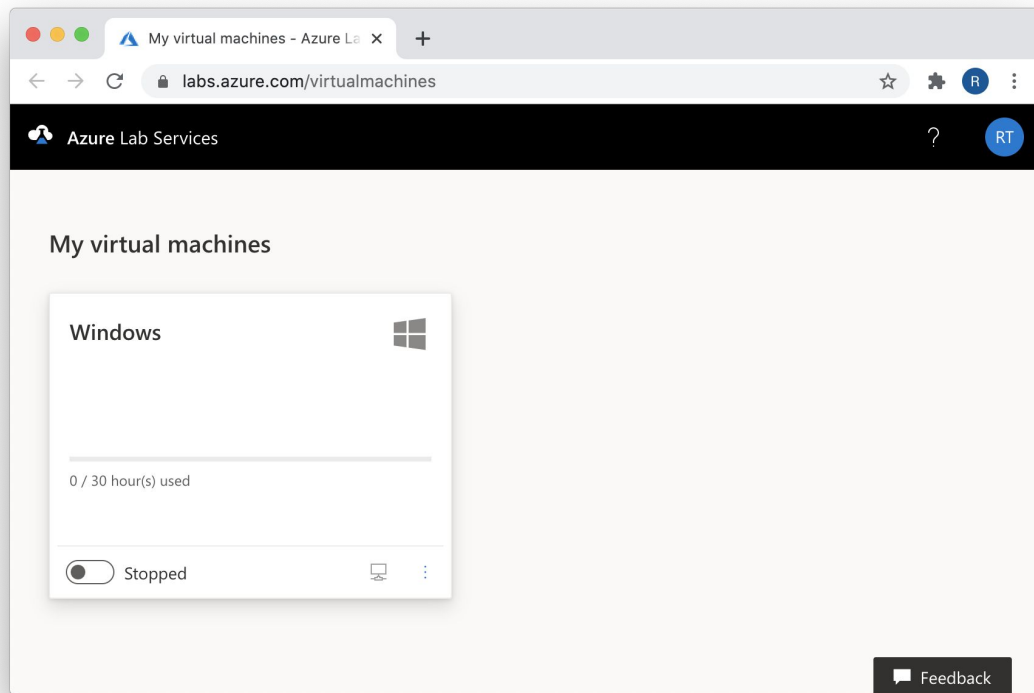 My virtual machines - Azure La
labs.azure.com/virtualmachines
R
Azure Lab Services
?
RT
My virtual machines
Windows
0 / 30 hour(s) used
Stopped
Feedback